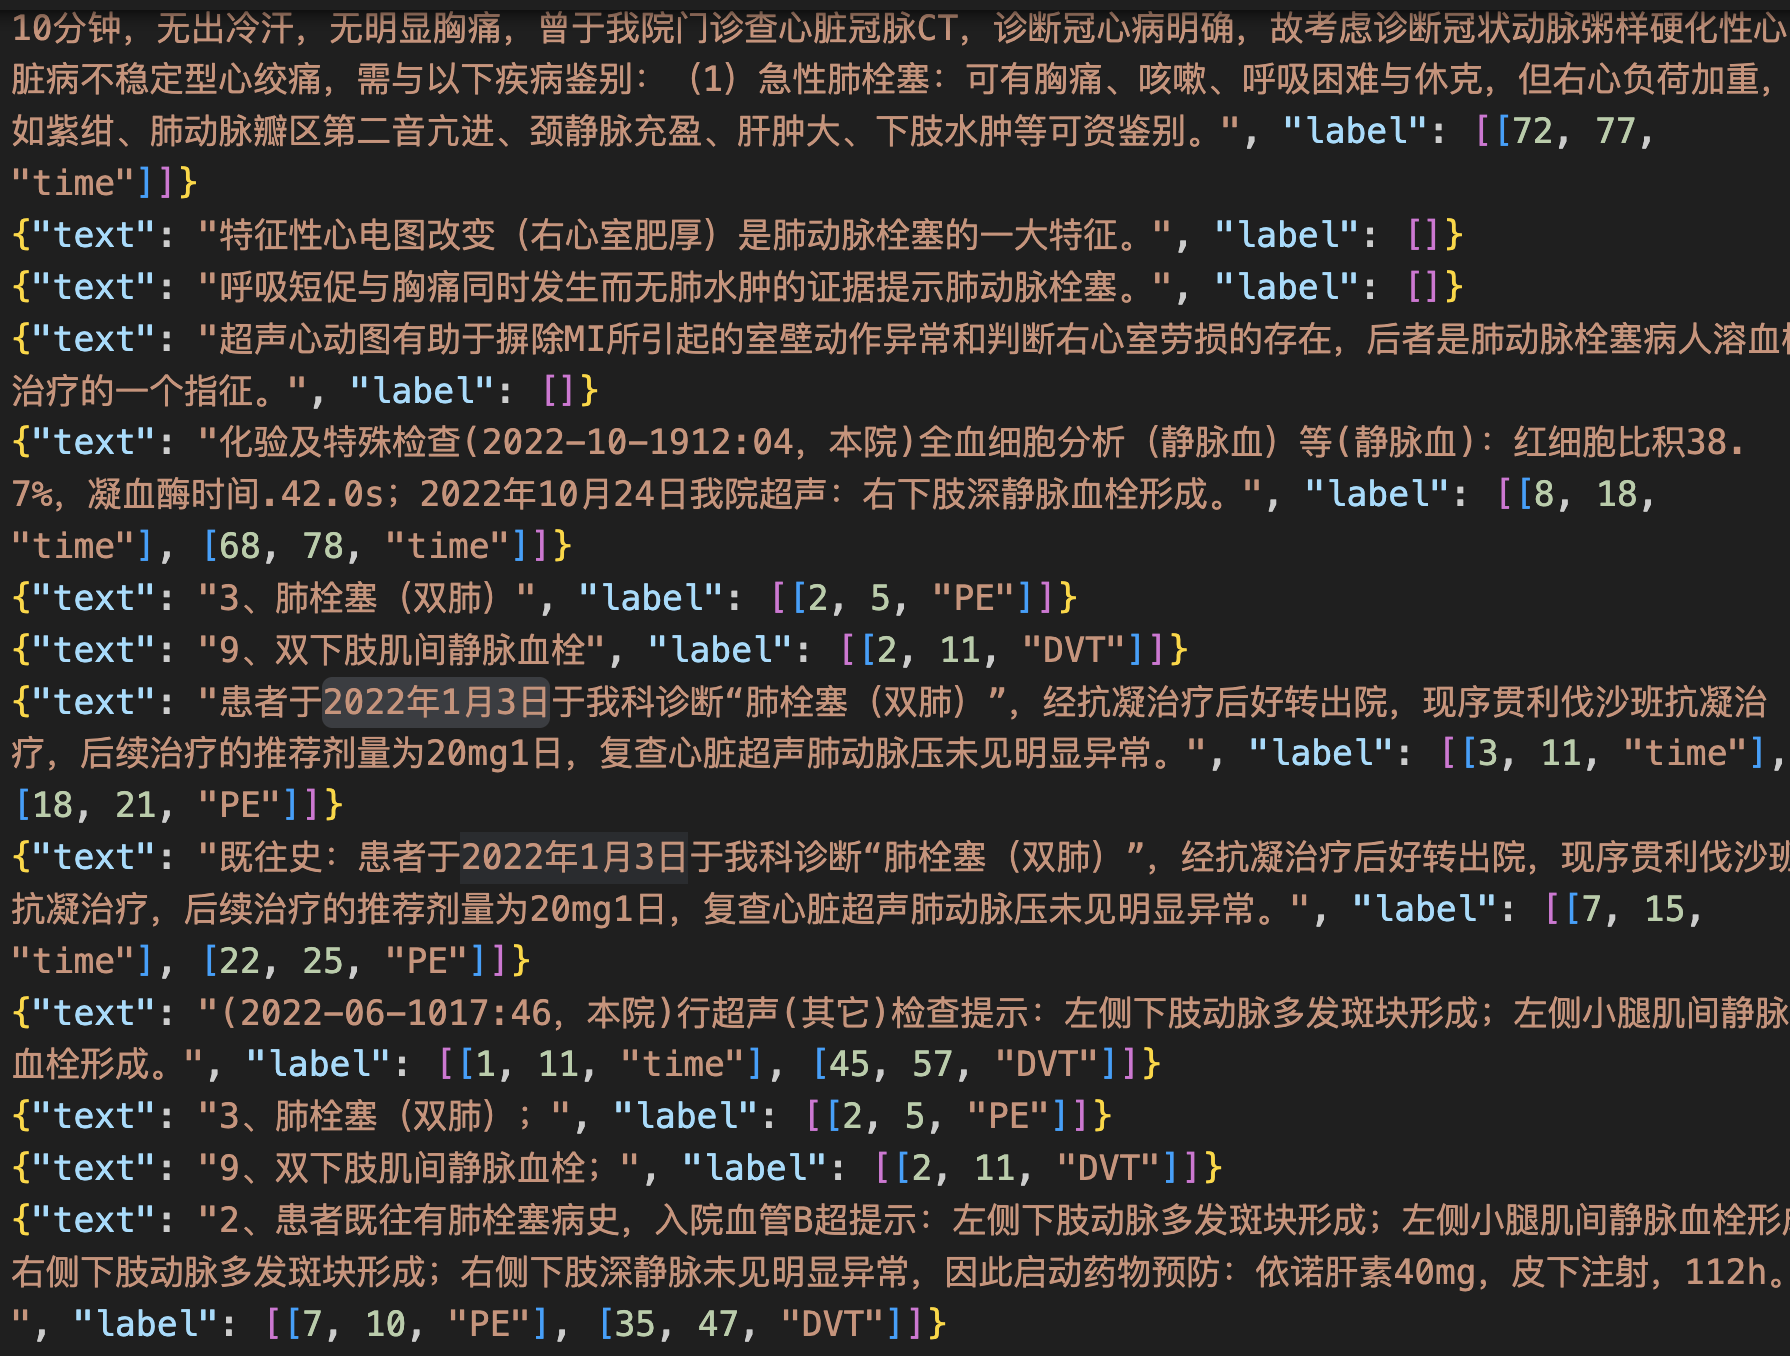 10分钟，无出冷汗，无明显胸痛，曾于我院门诊查心脏冠脉CT，诊断冠心病明确，故考虑诊断冠状动脉粥样硬化性心
脏病不稳定型心绞痛，需与以下疾病鉴别：（1）急性肺栓塞：可有胸痛、咳嗽、呼吸困难与休克，但右心负荷加重，
如紫绀、肺动脉瓣区第二音亢进、颈静脉充盈、肝肿大、下肢水肿等可资鉴别。", "label": [[72, 77,
"time"]]}
{"text": "特征性心电图改变（右心室肥厚）是肺动脉栓塞的一大特征。", "label": []}
{"text": "呼吸短促与胸痛同时发生而无肺水肿的证据提示肺动脉栓塞。", "label": []}
{"text": "超声心动图有助于摒除MI所引起的室壁动作异常和判断右心室劳损的存在，后者是肺动脉栓塞病人溶血栓
治疗的一个指征。", "label": []}
{"text": "化验及特殊检查(2022-10-1912:04，本院)全血细胞分析（静脉血）等(静脉血)：红细胞比积38.
7%，凝血酶时间.42.0s；2022年10月24日我院超声：右下肢深静脉血栓形成。", "label": [[8, 18,
"time"], [68, 78, "time"]]}
{"text": "3、肺栓塞（双肺）", "label": [[2, 5, "PE"]]}
{"text": "9、双下肢肌间静脉血栓", "label": [[2, 11, "DVT"]]}
{"text": "患者于2022年1月3日于我科诊断“肺栓塞（双肺）”，经抗凝治疗后好转出院，现序贯利伐沙班抗凝治
疗，后续治疗的推荐剂量为20mg1日，复查心脏超声肺动脉压未见明显异常。", "label": [[3, 11, "time"],
[18, 21, "PE"]]}
{"text": "既往史：患者于2022年1月3日于我科诊断“肺栓塞（双肺）”，经抗凝治疗后好转出院，现序贯利伐沙班
抗凝治疗，后续治疗的推荐剂量为20mg1日，复查心脏超声肺动脉压未见明显异常。", "label": [[7, 15,
"time"], [22, 25, "PE"]]}
{"text": "(2022-06-1017:46，本院)行超声(其它)检查提示：左侧下肢动脉多发斑块形成；左侧小腿肌间静脉
血栓形成。", "label": [[1, 11, "time"], [45, 57, "DVT"]]}
{"text": "3、肺栓塞（双肺）；", "label": [[2, 5, "PE"]]}
{"text": "9、双下肢肌间静脉血栓；", "label": [[2, 11, "DVT"]]}
{"text": "2、患者既往有肺栓塞病史，入院血管B超提示：左侧下肢动脉多发斑块形成；左侧小腿肌间静脉血栓形成
右侧下肢动脉多发斑块形成；右侧下肢深静脉未见明显异常，因此启动药物预防：依诺肝素40mg，皮下注射，112h。
", "label": [[7, 10, "PE"], [35, 47, "DVT"]]}